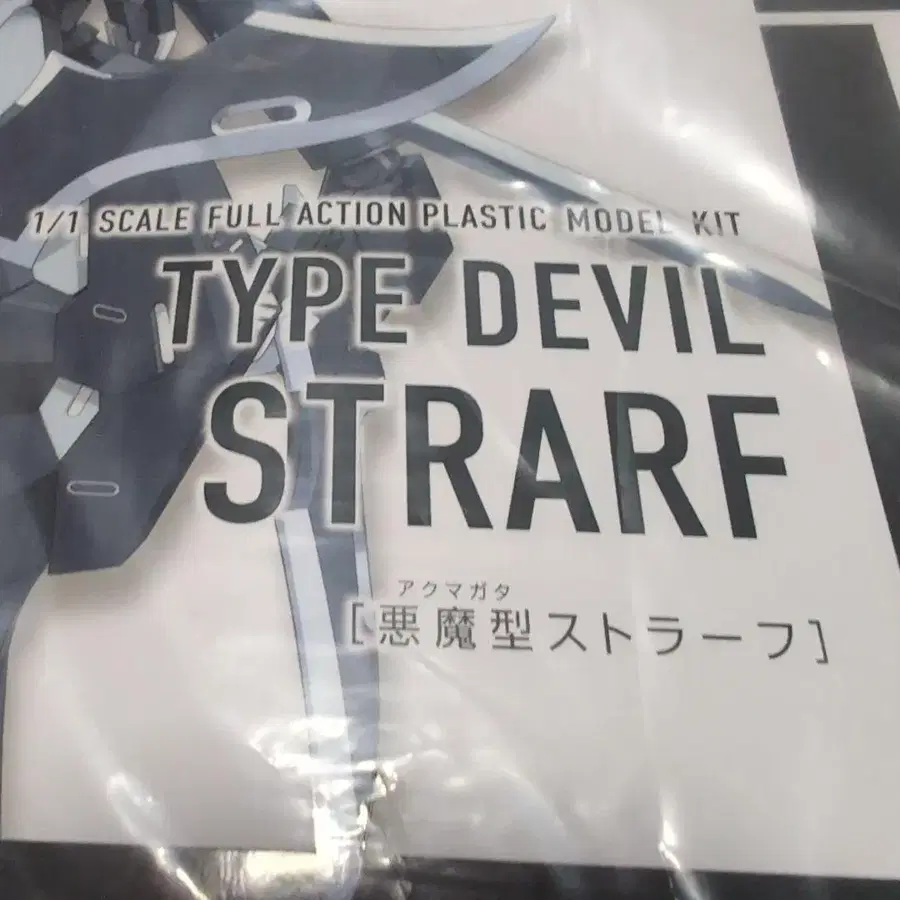 1/1 SCALE FULL ACTION PLASTIC MODEL KIT
TYPE DEVIL
STRARF
アクマガタ
[悪魔型ストラーフ]